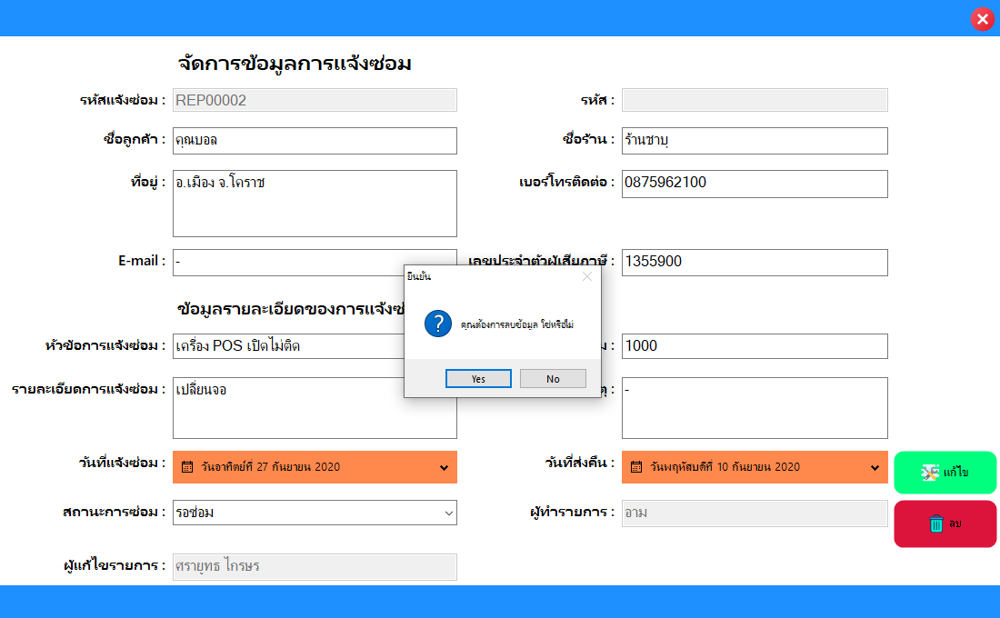 จัดการข้อมูลการแจ้งซ่อม
รหัสแจ้งซ่อม : REP00002 รหัส :
ชื่อลูกค้า : คุณบอล ชื่อร้าน : ร้านชาบุ
ที่อยู่ : อ.เมือง จ.โคราช เบอร์โทรติดต่อ : 0875962100
E-mail : - เลขประจำตัวผู้เสียภาษี : 1355900
ยืนยัน
ข้อมูลรายละเอียดของการแจ้งซ่
คุณต้องการลบข้อมูล ใช่หรือไม่
หัวข้อการแจ้งซ่อม : เครื่อง POS เปิดไม่ติด ม : 1000
Yes No
รายละเอียดการแจ้งซ่อม : เปลี่ยนจอ ุ : -
วันที่แจ้งซ่อม : วันอาทิตย์ที่ 27 กันยายน 2020 วันที่ส่งคืน : วันพฤหัสบดีที่ 10 กันยายน 2020
แก้ไข
สถานะการซ่อม : รอซ่อม ผู้ทำรายการ : อาม
ลบ
ผู้แก้ไขรายการ : ศรายุทธ ไกรษร